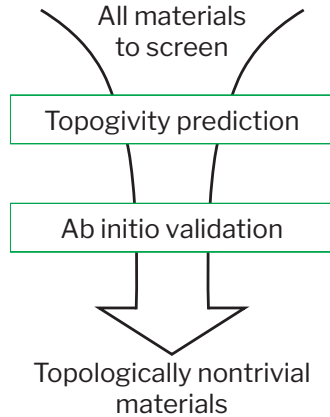 All materials
to screen
Topogivity prediction
Ab initio validation
Topologically nontrivial
materials